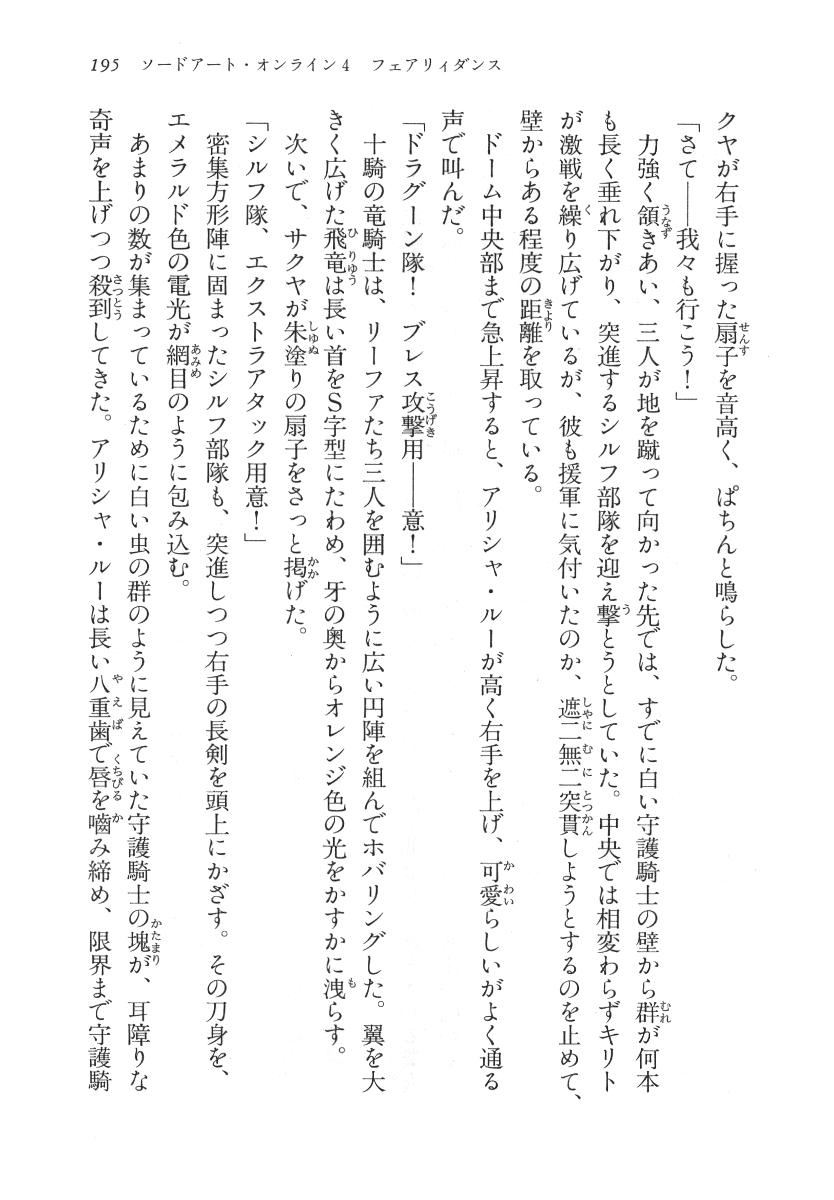 195　ソードアート・オンライン4　フェアリィダンス
クヤが右手に握った扇子を音高く、ぱちんと鳴らした。
「さて――我々も行こう！」
　力強く頷きあい、三人が地を蹴って向かった先では、すでに白い守護騎士の壁から群が何本
も長く垂れ下がり、突進するシルフ部隊を迎え撃とうとしていた。中央では相変わらずキリト
が激戦を繰り広げているが、彼も援軍に気付いたのか、遮二無二突貫しようとするのを止めて、
壁からある程度の距離を取っている。
　ドーム中央部まで急上昇すると、アリシャ・ルーが高く右手を上げ、可愛らしいがよく通る
声で叫んだ。
「ドラグーン隊！　ブレス攻撃用――意！」
　十騎の竜騎士は、リーファたち三人を囲むように広い円陣を組んでホバリングした。翼を大
きく広げた飛竜は長い首をS字型にたわめ、牙の奥からオレンジ色の光をかすかに洩らす。
　次いで、サクヤが朱塗りの扇子をさっと掲げた。
「シルフ隊、エクストラアタック用意！」
　密集方形陣に固まったシルフ部隊も、突進しつつ右手の長剣を頭上にかざす。その刀身を、
エメラルド色の電光が網目のように包み込む。
　あまりの数が集まっているために白い虫の群のように見えていた守護騎士の塊が、耳障りな
奇声を上げつつ殺到してきた。アリシャ・ルーは長い八重歯で唇を嚙み締め、限界まで守護騎